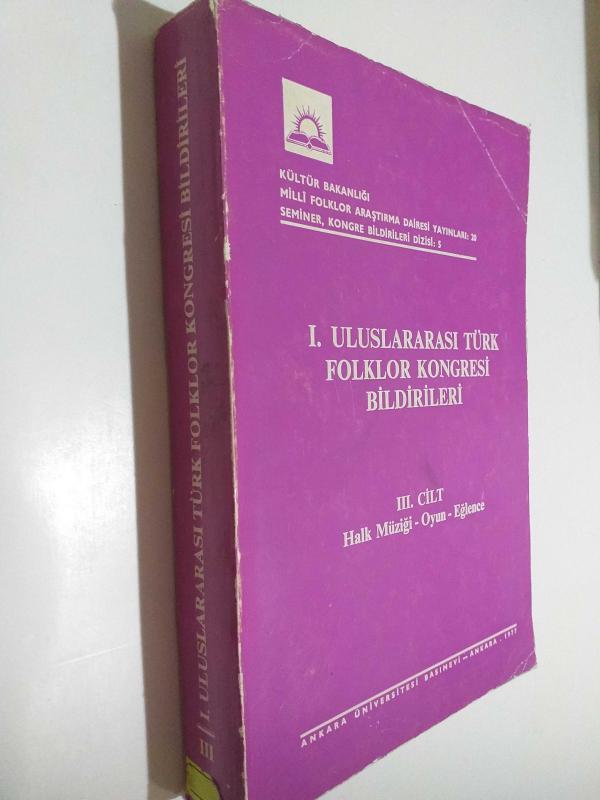 KÜLTÜR BAKANLIĞI
MİLLÎ FOLKLOR ARAŞTIRMA DAİRESİ YAYINLARI: 20
SEMİNER, KONGRE BİLDİRİLERİ DİZİSİ: 5
I. ULUSLARARASI TÜRK
FOLKLOR KONGRESİ
BİLDİRİLERİ
III. CİLT
Halk Müziği - Oyun - Eğlence
ANKARA ÜNİVERSİTESİ BASIMEVİ — ANKARA . 1977
III / I. ULUSLARARASI TÜRK FOLKLOR KONGRESİ BİLDİRİLERİ